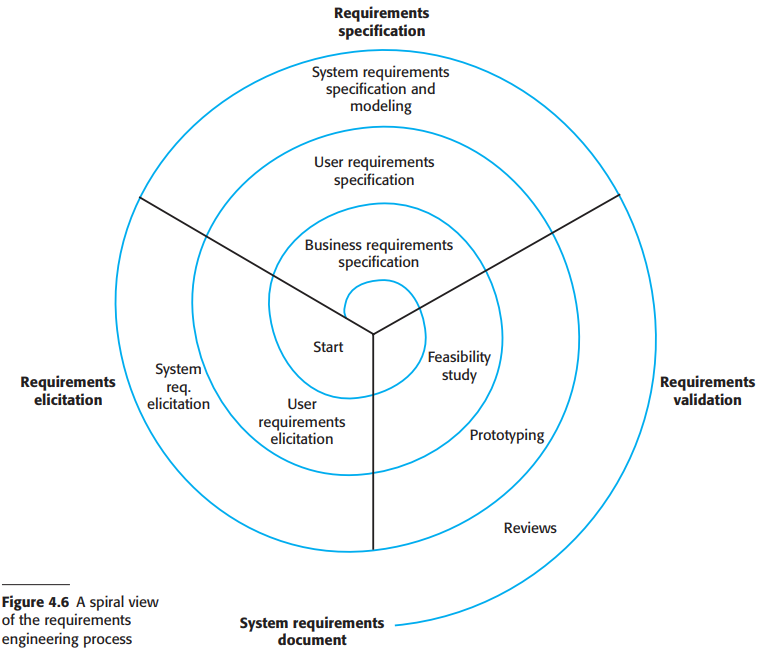 Requirements
specification
System requirements
specification and
modeling
User requirements
specification
Business requirements
specification
Start
Feasibility
study
System
req.
elicitation
User
requirements
elicitation
Requirements
elicitation
Requirements
validation
Prototyping
Reviews
Figure 4.6 A spiral view
of the requirements
engineering process
System requirements
document